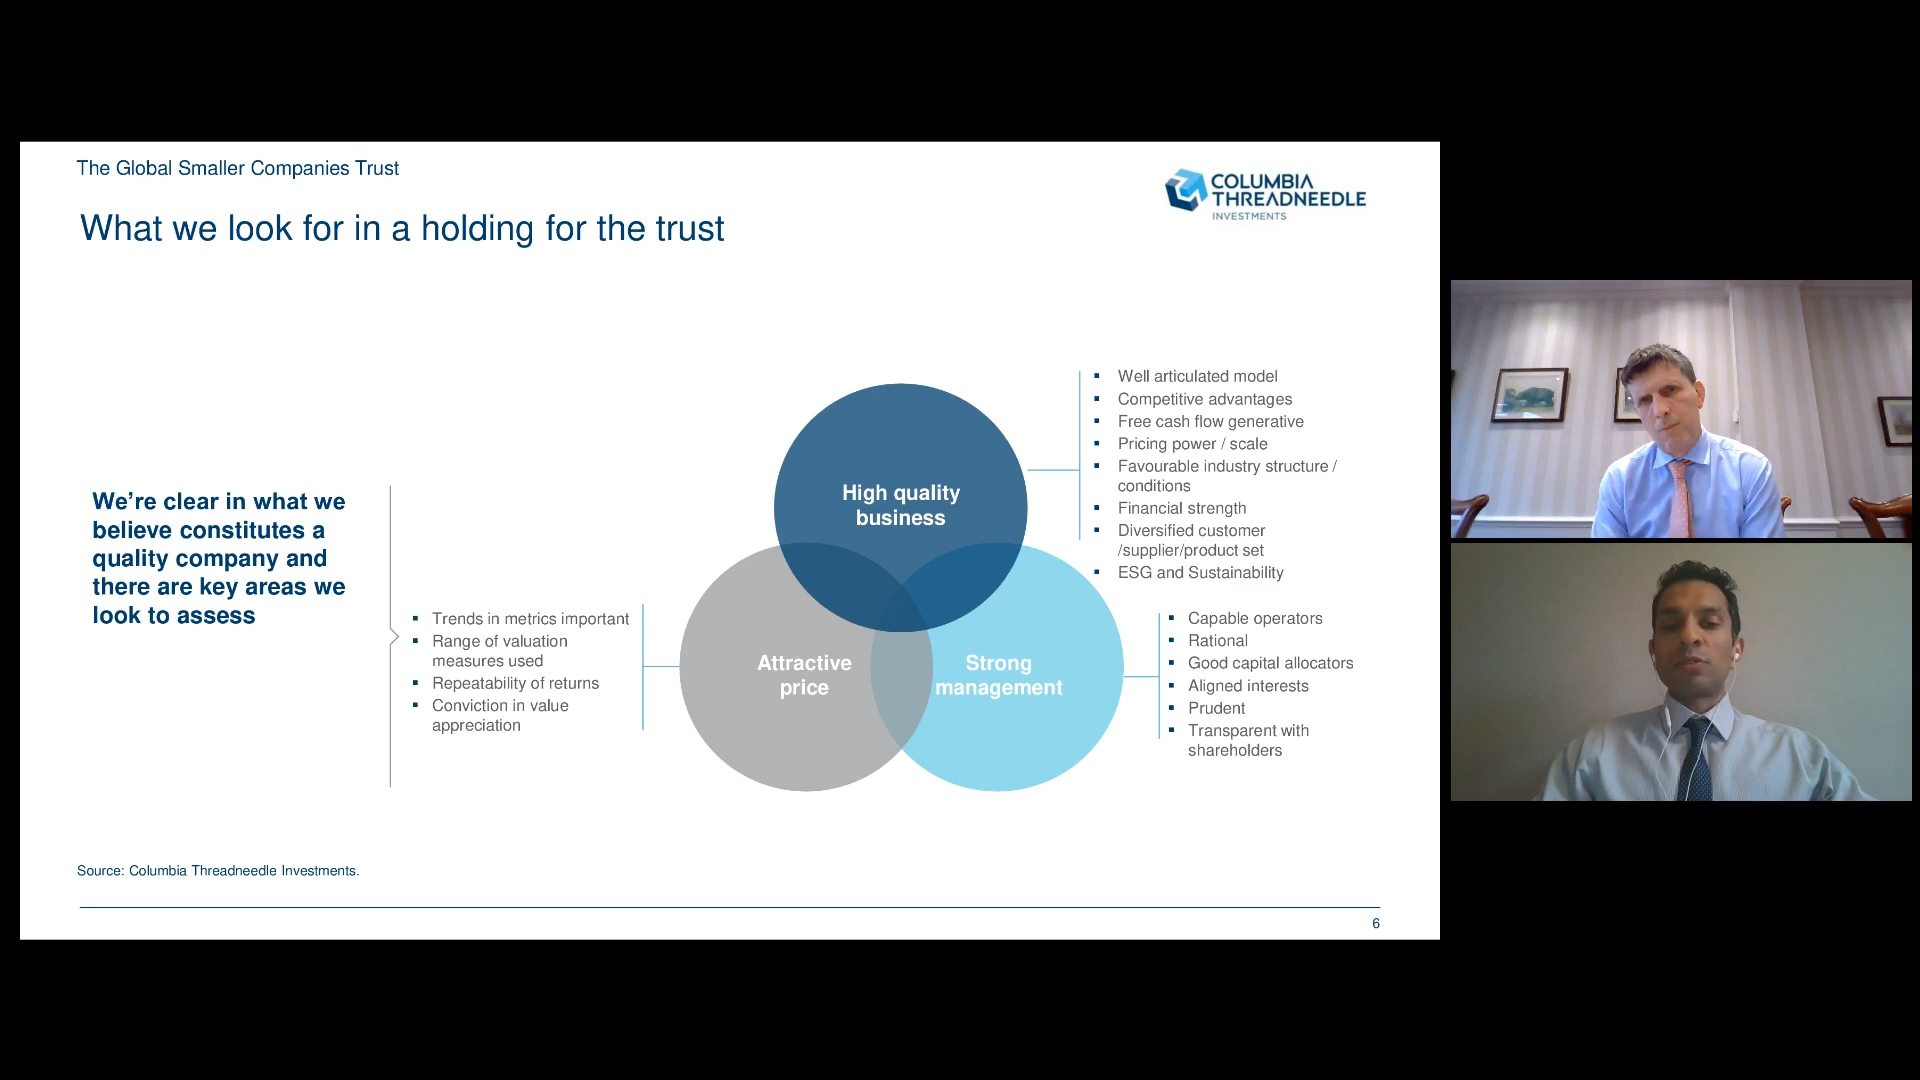 The Global Smaller Companies Trust
COLUMBIA
THREADNEEDLE
INVESTMENTS
What we look for in a holding for the trust
We’re clear in what we
believe constitutes a
quality company and
there are key areas we
look to assess
▪ Trends in metrics important
▪ Range of valuation
measures used
▪ Repeatability of returns
▪ Conviction in value
appreciation
High quality
business
Attractive
price
Strong
management
▪ Well articulated model
▪ Competitive advantages
▪ Free cash flow generative
▪ Pricing power / scale
▪ Favourable industry structure /
conditions
▪ Financial strength
▪ Diversified customer
/supplier/product set
▪ ESG and Sustainability
▪ Capable operators
▪ Rational
▪ Good capital allocators
▪ Aligned interests
▪ Prudent
▪ Transparent with
shareholders
Source: Columbia Threadneedle Investments.
6